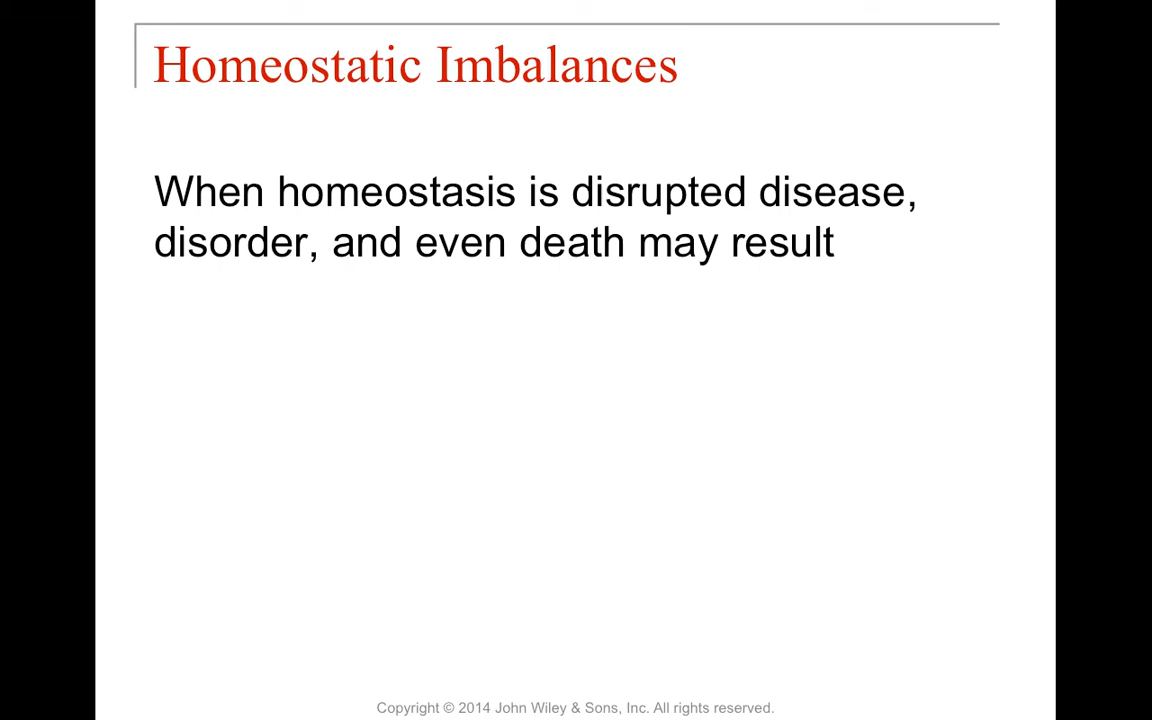 Homeostatic Imbalances
When homeostasis is disrupted disease,
disorder, and even death may result
Copyright © 2014 John Wiley & Sons, Inc. All rights reserved.